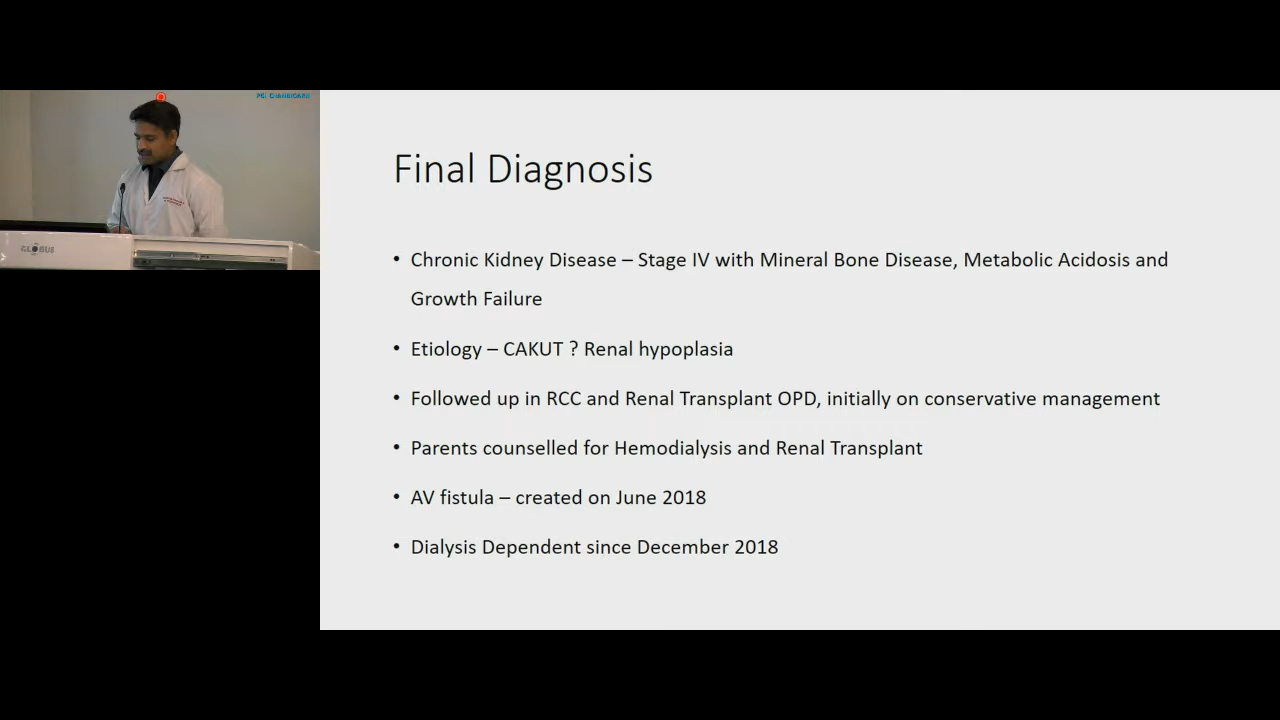 PGI CHANDIGARH
GLOBUS
Final Diagnosis
• Chronic Kidney Disease – Stage IV with Mineral Bone Disease, Metabolic Acidosis and
Growth Failure
• Etiology – CAKUT ? Renal hypoplasia
• Followed up in RCC and Renal Transplant OPD, initially on conservative management
• Parents counselled for Hemodialysis and Renal Transplant
• AV fistula – created on June 2018
• Dialysis Dependent since December 2018